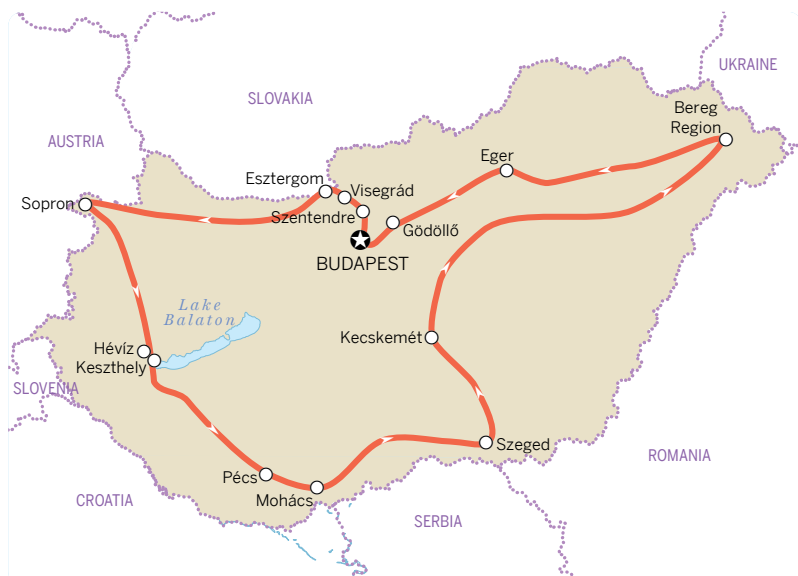 UKRAINE
SLOVAKIA
Bereg
Region
AUSTRIA
Eger
Esztergom
Visegrád
Sopron
Szentendre
Gödöllő
BUDAPEST
Lake
Balaton
Kecskemét
Hévíz
Keszthely
SLOVENIA
Szeged
ROMANIA
Pécs
Mohács
CROATIA
SERBIA